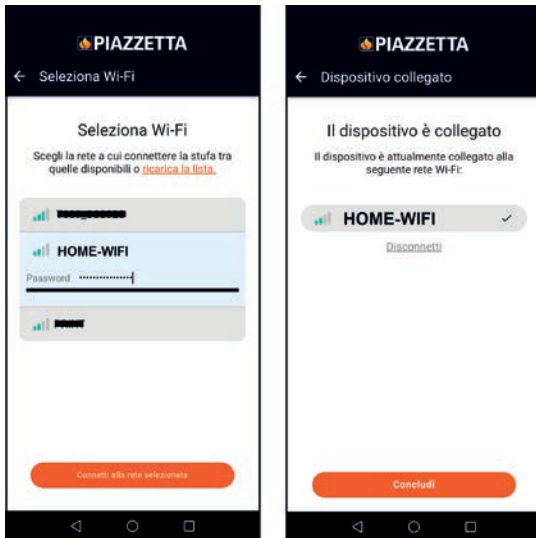 PIAZZETTA
Seleziona Wi-Fi
Seleziona Wi-Fi
Scegli la rete a cui connettere la stufa tra
quelle disponibili o ricarica la lista.
HOME-WIFI
Password ················
Connetti alla rete selezionata
PIAZZETTA
Dispositivo collegato
Il dispositivo è collegato
Il dispositivo è attualmente collegato alla
seguente rete Wi-Fi:
HOME-WIFI
Disconnetti
Concludi